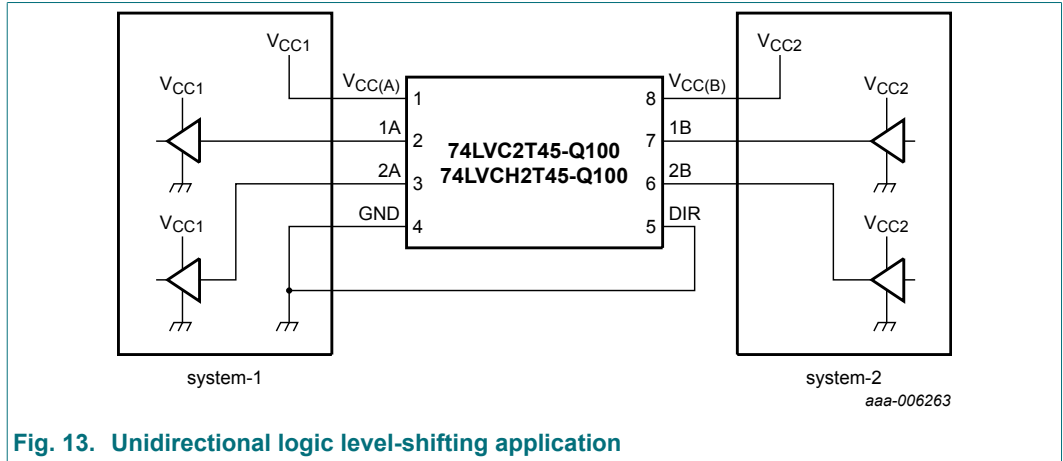 VCC1
VCC2
VCC1
VCC(A)
1
8
VCC(B)
VCC2
1A
2
7
1B
74LVC2T45-Q100
74LVCH2T45-Q100
2A
3
6
2B
VCC1
GND
4
5
DIR
VCC2
system-1
system-2
aaa-006263
Fig. 13. Unidirectional logic level-shifting application